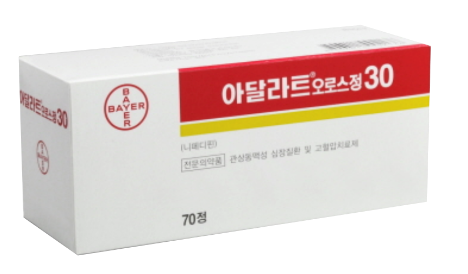 아달라트오로스정30
BAYER
BAYER
아달라트®오로스정30
(니페디핀)
전문의약품 관상동맥성 심장질환 및 고혈압치료제
70정